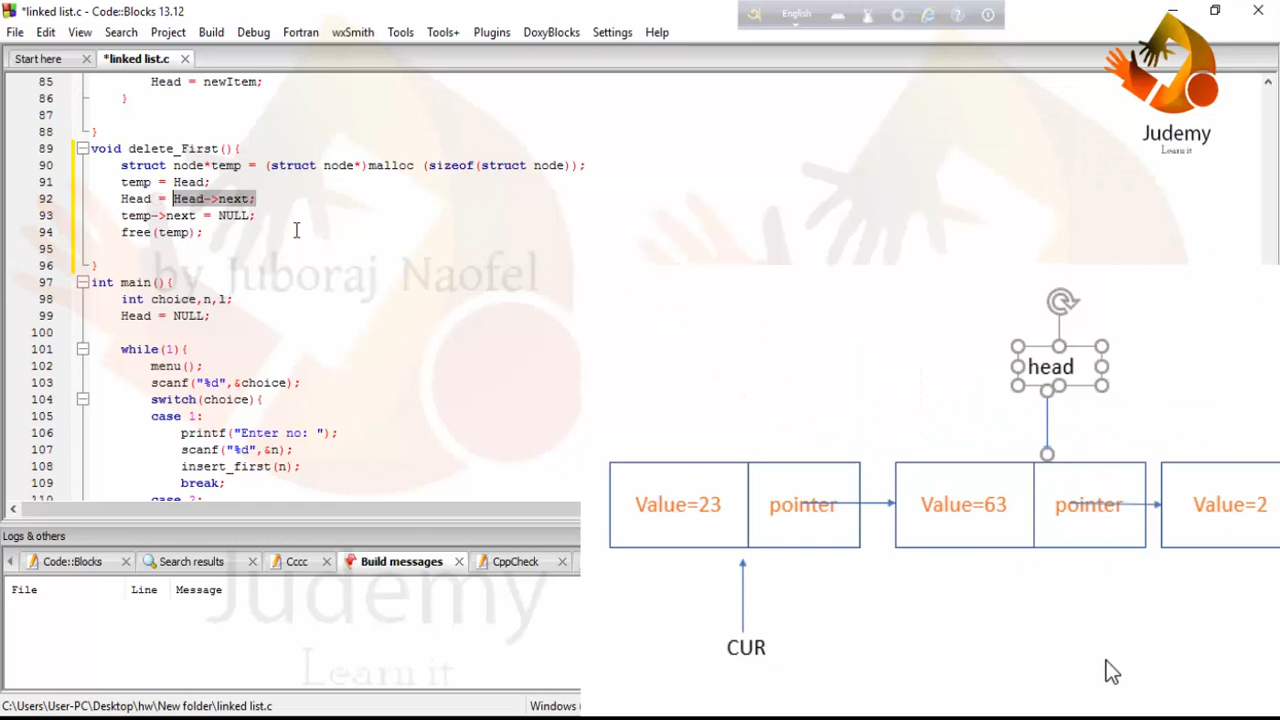 *linked list.c - Code::Blocks 13.12
English
File Edit View Search Project Build Debug Fortran wxSmith Tools Tools+ Plugins DoxyBlocks Settings Help
Start here *linked list.c
85 Head = newItem;
86 }
87
88 }
89 void delete_First(){
90 struct node*temp = (struct node*)malloc (sizeof(struct node));
91 temp = Head;
92 Head = Head->next;
93 temp->next = NULL;
94 free(temp);
95
96 }
97 int main(){
98 int choice,n,l;
99 Head = NULL;
100
101 while(1){
102 menu();
103 scanf("%d",&choice);
104 switch(choice){
105 case 1:
106 printf("Enter no: ");
107 scanf("%d",&n);
108 insert_first(n);
109 break;
110 case 2:
Judemy
Learn it
by Juboraj Naofel
head
Value=23 pointer Value=63 pointer Value=2
CUR
Logs & others
Code::Blocks Search results Cccc Build messages CppCheck
File Line Message
Judemy
Learn it
C:\Users\User-PC\Desktop\hw\New folder\linked list.c Windows